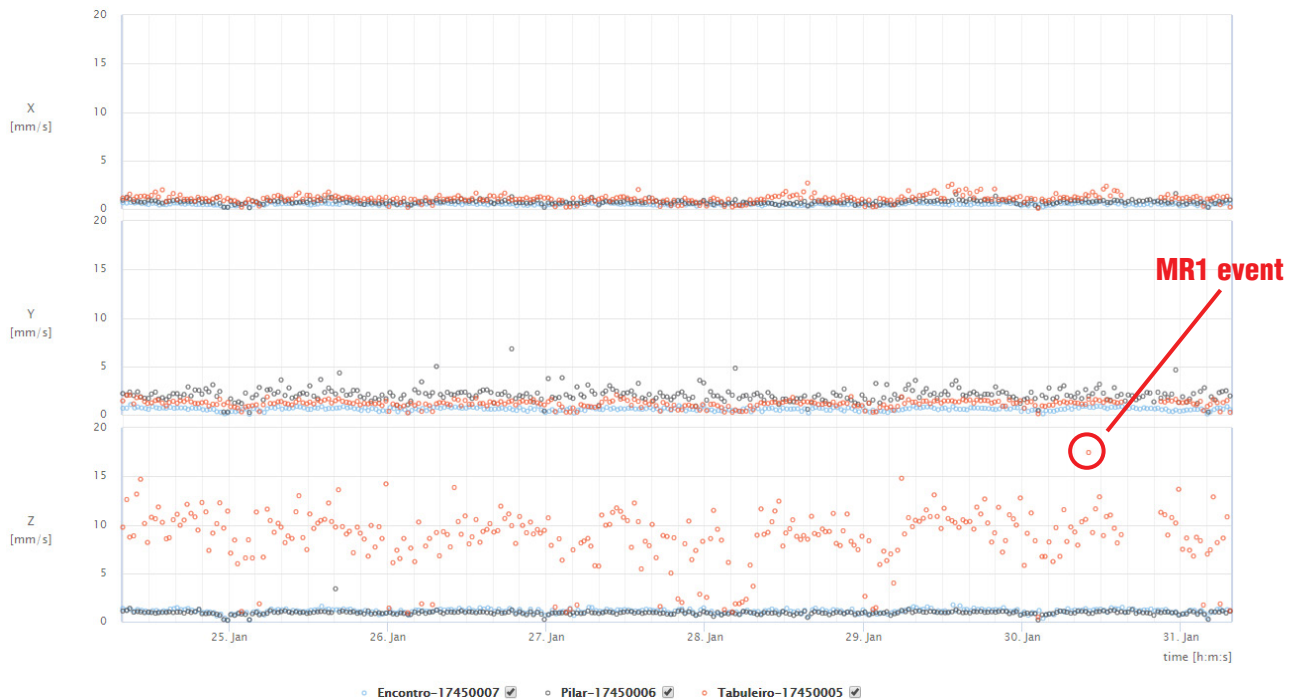 20
15
X
10
[mm/s]
5
0
20
15
Y
10
[mm/s]
5
0
MR1 event
20
15
Z
10
[mm/s]
5
0
25. Jan 26. Jan 27. Jan 28. Jan 29. Jan 30. Jan 31. Jan
time [h:m:s]
Encontro-17450007 Pilar-17450006 Tabuleiro-17450005